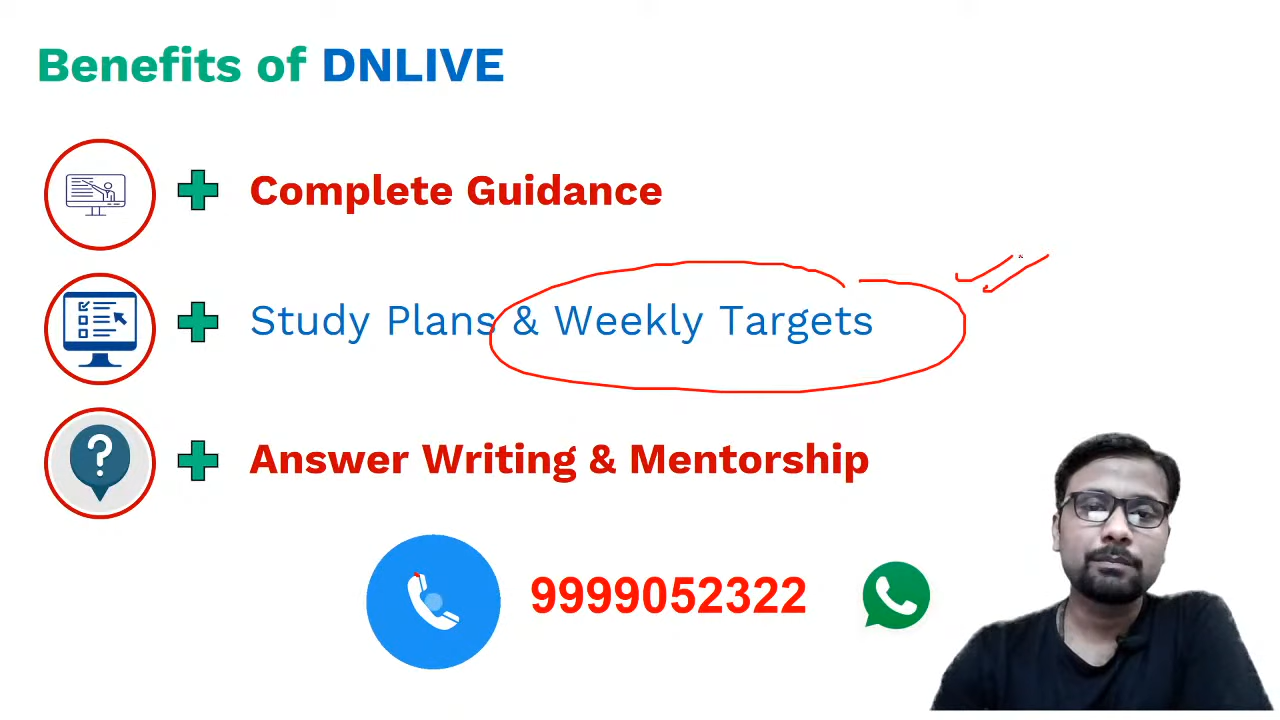 Benefits of DNLIVE
Complete Guidance
Study Plans & Weekly Targets
Answer Writing & Mentorship
?
9999052322